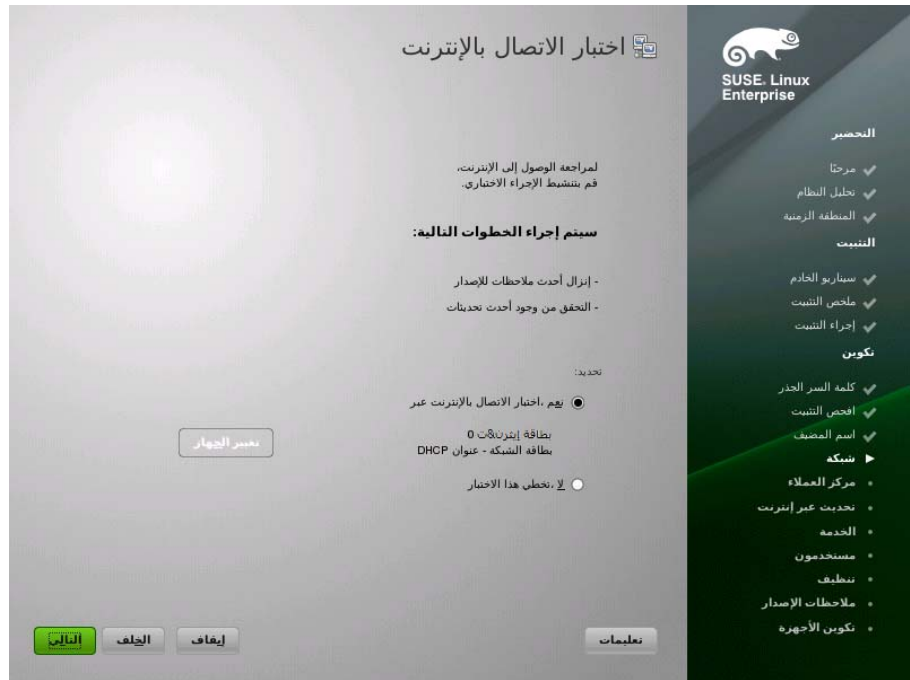 اختبار الاتصال بالإنترنت
لمراجعة الوصول إلى الإنترنت،
قم بتنشيط الإجراء الاختباري.
سيتم إجراء الخطوات التالية:
- إنزال أحدث ملاحظات للإصدار
- التحقق من وجود أحدث تحديثات
تحديد:
نعم ،اختبار الاتصال بالإنترنت عبر
بطاقة إيثرن&ت 0
بطاقة الشبكة - عنوان DHCP
تغيير الجهاز
لا ،تخطي هذا الاختبار
تعليمات
إيقاف
الخلف
التالي
SUSE. Linux
Enterprise
التحضير
مرحبًا
تحليل النظام
المنطقة الزمنية
التثبيت
سيناريو الخادم
ملخص التثبيت
إجراء التثبيت
تكوين
كلمة السر الجذر
افحص التثبيت
اسم المضيف
شبكة
مركز العملاء
تحديث عبر إنترنت
الخدمة
مستخدمون
تنظيف
ملاحظات الإصدار
تكوين الأجهزة